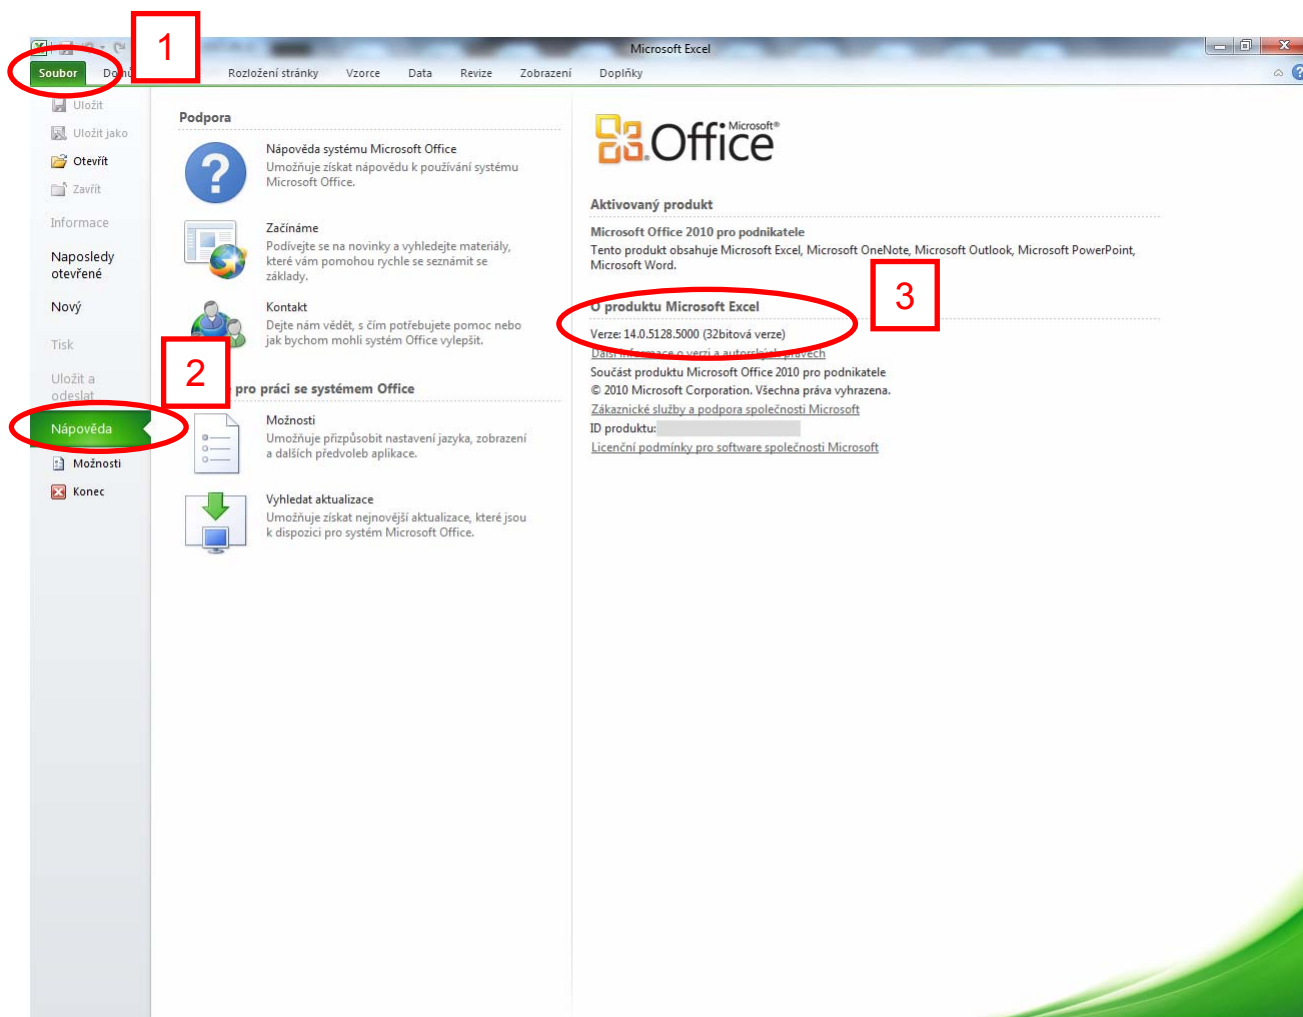 1
Microsoft Excel
Soubor
Rozložení stránky
Vzorce
Data
Revize
Zobrazení
Doplňky
Uložit
Uložit jako
Otevřít
Zavřít
Informace
Naposledy
otevřené
Nový
Tisk
Uložit a
odeslat
2
Nápověda
Možnosti
Konec
Podpora
Nápověda systému Microsoft Office
Umožňuje získat nápovědu k používání systému
Microsoft Office.
Začínáme
Podívejte se na novinky a vyhledejte materiály,
které vám pomohou rychle se seznámit se
základy.
Kontakt
Dejte nám vědět, s čím potřebujete pomoc nebo
jak bychom mohli systém Office vylepšit.
pro práci se systémem Office
Možnosti
Umožňuje přizpůsobit nastavení jazyka, zobrazení
a dalších předvoleb aplikace.
Vyhledat aktualizace
Umožňuje získat nejnovější aktualizace, které jsou
k dispozici pro systém Microsoft Office.
Microsoft®
Office
Aktivovaný produkt
Microsoft Office 2010 pro podnikatele
Tento produkt obsahuje Microsoft Excel, Microsoft OneNote, Microsoft Outlook, Microsoft PowerPoint,
Microsoft Word.
3
O produktu Microsoft Excel
Verze: 14.0.5128.5000 (32bitová verze)
Další informace o verzi a autorských právech
Součást produktu Microsoft Office 2010 pro podnikatele
© 2010 Microsoft Corporation. Všechna práva vyhrazena.
Zákaznické služby a podpora společnosti Microsoft
ID produktu:
Licenční podmínky pro software společnosti Microsoft